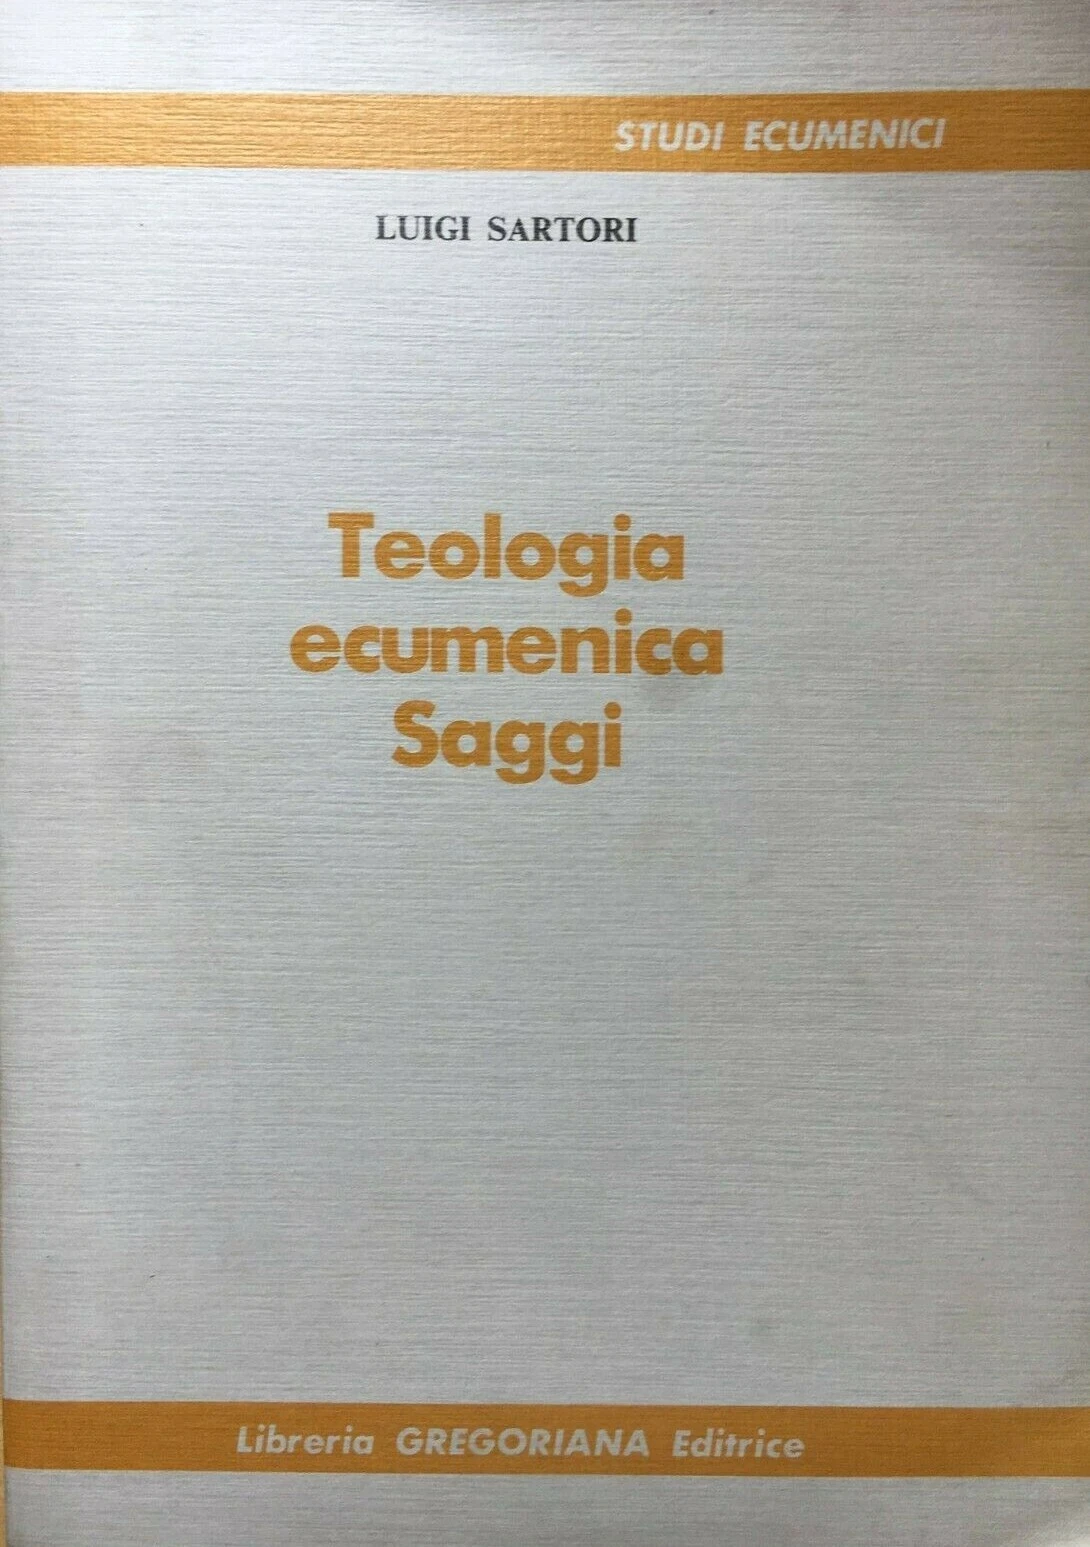 STUDI ECUMENICI
LUIGI SARTORI
Teologia
ecumenica
Saggi
Libreria GREGORIANA Editrice